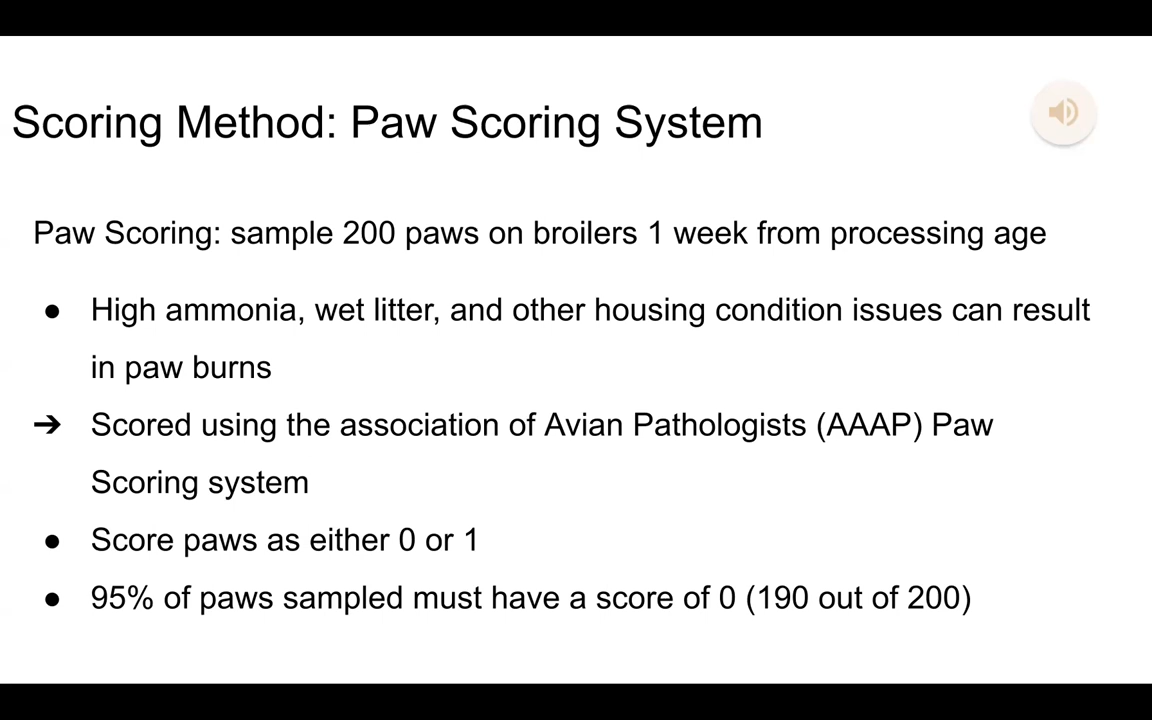 Scoring Method: Paw Scoring System
Paw Scoring: sample 200 paws on broilers 1 week from processing age
● High ammonia, wet litter, and other housing condition issues can result
in paw burns
➔ Scored using the association of Avian Pathologists (AAAP) Paw
Scoring system
● Score paws as either 0 or 1
● 95% of paws sampled must have a score of 0 (190 out of 200)